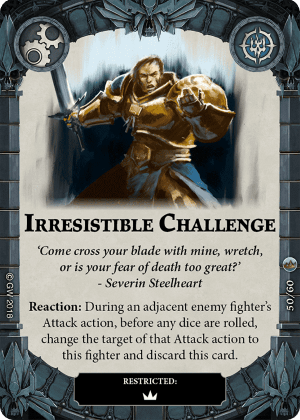 IRRESISTIBLE CHALLENGE
‘Come cross your blade with mine, wretch,
or is your fear of death too great?’
- Severin Steelheart
Reaction: During an adjacent enemy fighter's
Attack action, before any dice are rolled,
change the target of that Attack action to
this fighter and discard this card.
RESTRICTED:
© GW 2018
50/60